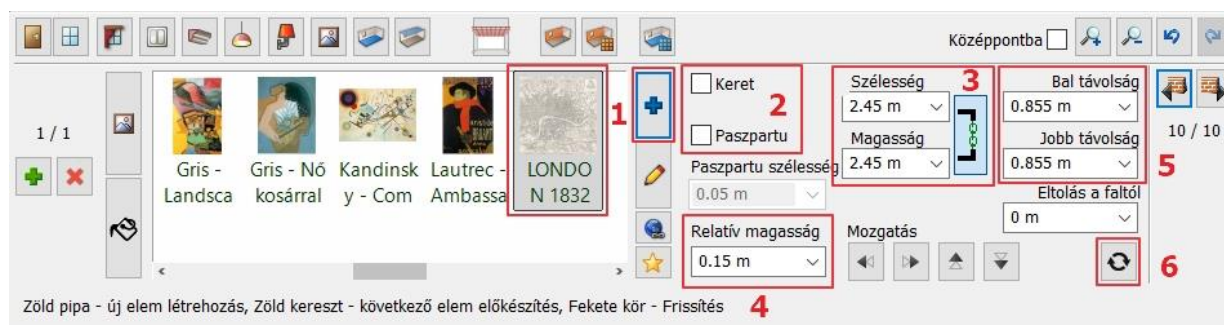 Középpontba
Keret
2
Paszpartu
Szélesség
3
2.45 m
Magasság
2.45 m
Bal távolság
0.855 m
Jobb távolság
0.855 m
5
10 / 10
1 / 1
1
Gris - Landsca
Gris - Nő kosárral
Kandinsk y - Com
Lautrec - Ambassa
LONDO N 1832
Paszpartu szélesség
0.05 m
Eltolás a faltól
0 m
Relatív magasság
0.15 m
Mozgatás
6
Zöld pipa - új elem létrehozás, Zöld kereszt - következő elem előkészítés, Fekete kör - Frissítés
4